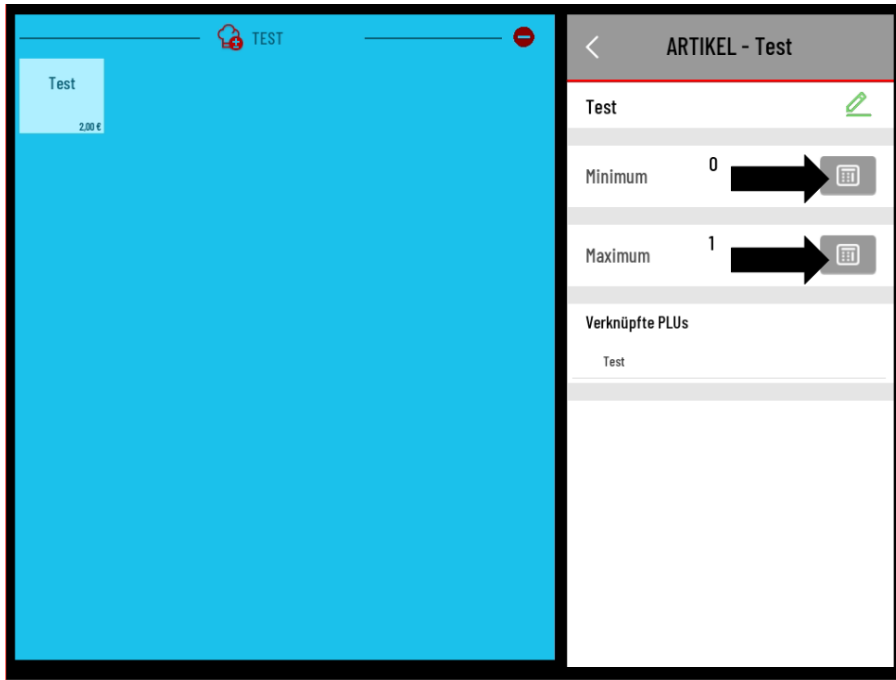 TEST
Test
2,00 €
ARTIKEL - Test
Test
Minimum 0
Maximum 1
Verknüpfte PLUs
Test